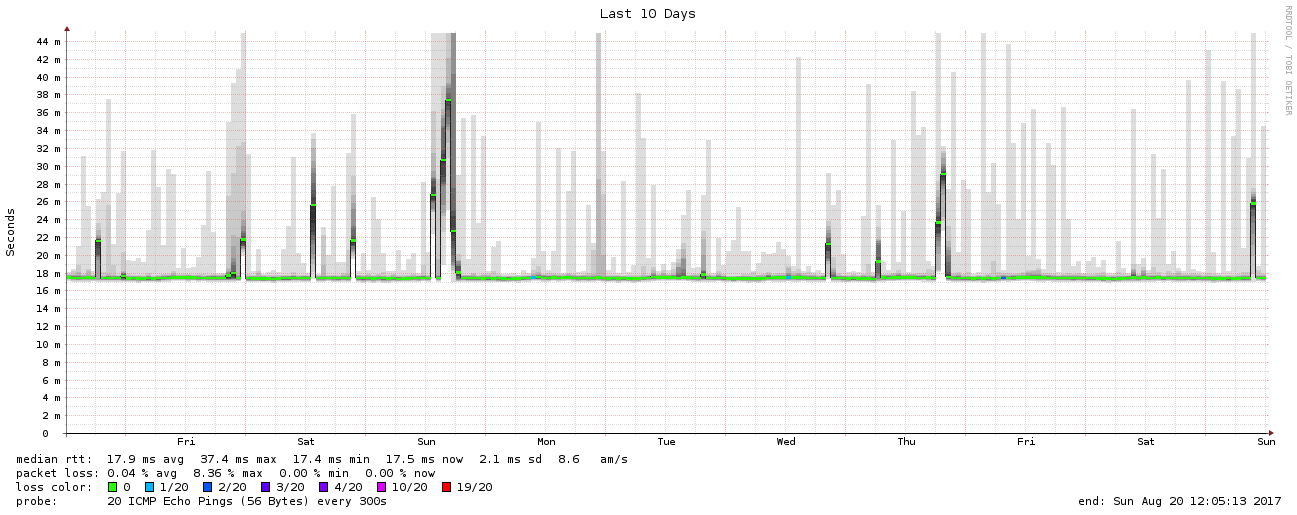 Last 10 Days
RRDTOOL / TOBI OETIKER
Seconds
44 m
42 m
40 m
38 m
36 m
34 m
32 m
30 m
28 m
26 m
24 m
22 m
20 m
18 m
16 m
14 m
12 m
10 m
8 m
6 m
4 m
2 m
0
Fri Sat Sun Mon Tue Wed Thu Fri Sat Sun
median rtt: 17.9 ms avg 37.4 ms max 17.4 ms min 17.5 ms now 2.1 ms sd 8.6 am/s
packet loss: 0.04 % avg 8.36 % max 0.00 % min 0.00 % now
loss color: 0 1/20 2/20 3/20 4/20 10/20 19/20
probe: 20 ICMP Echo Pings (56 Bytes) every 300s end: Sun Aug 20 12:05:13 2017